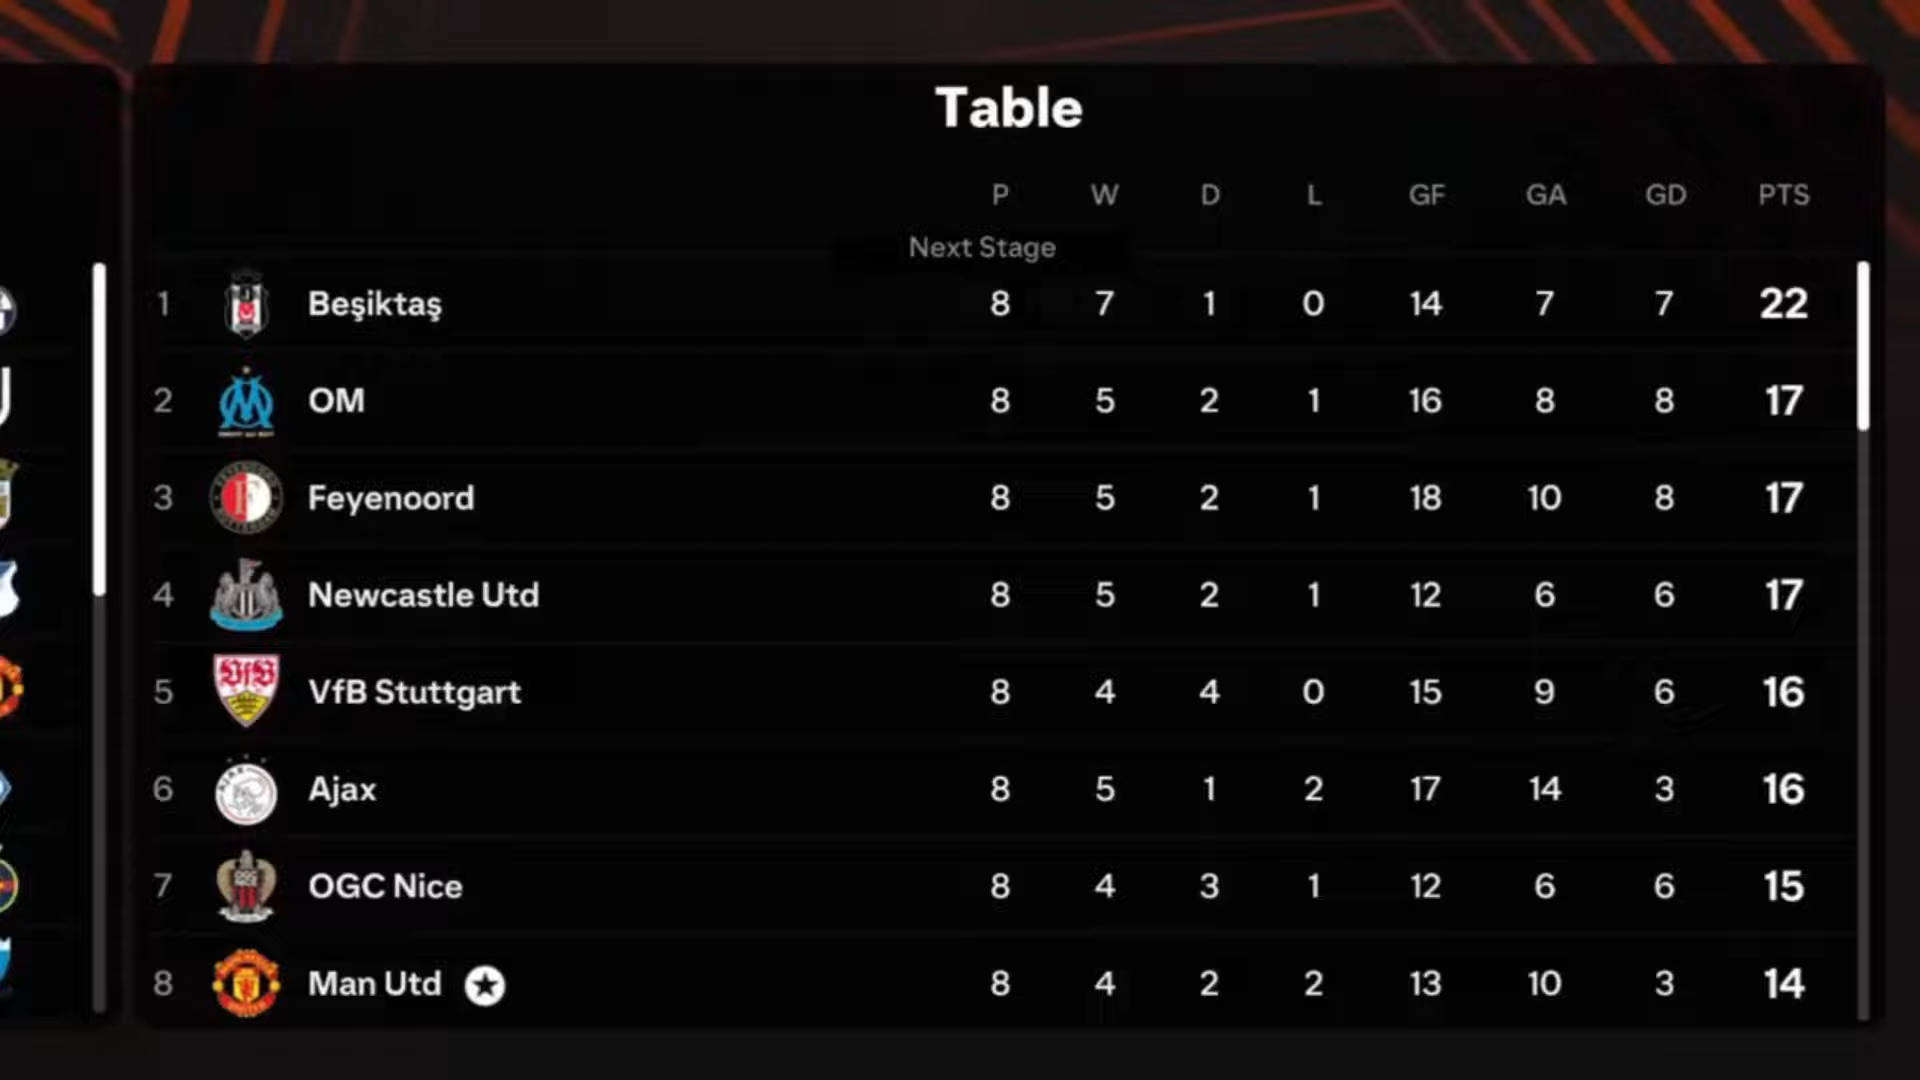 Table
P W D L GF GA GD PTS
Next Stage
1 Beşiktaş 8 7 1 0 14 7 7 22
2 OM 8 5 2 1 16 8 8 17
3 Feyenoord 8 5 2 1 18 10 8 17
4 Newcastle Utd 8 5 2 1 12 6 6 17
5 VfB Stuttgart 8 4 4 0 15 9 6 16
6 Ajax 8 5 1 2 17 14 3 16
7 OGC Nice 8 4 3 1 12 6 6 15
8 Man Utd 8 4 2 2 13 10 3 14